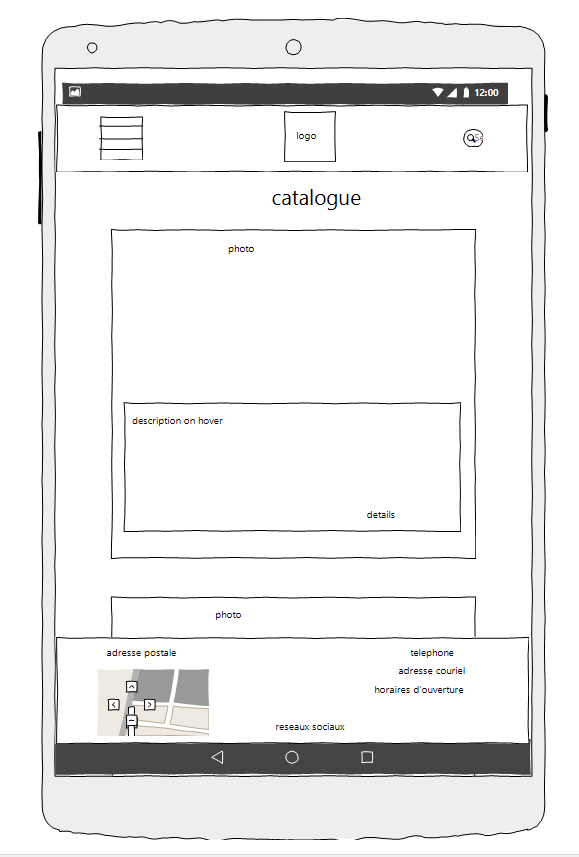 12:00
logo
catalogue
photo
description on hover
details
photo
adresse postale
telephone
adresse couriel
horaires d'ouverture
reseaux sociaux